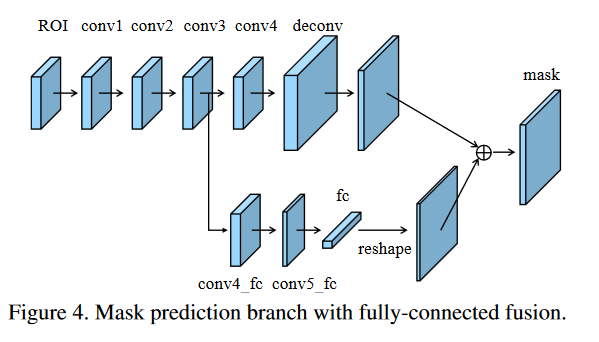 ROI conv1 conv2 conv3 conv4 deconv
mask
fc
reshape
conv4_fc conv5_fc
Figure 4. Mask prediction branch with fully-connected fusion.